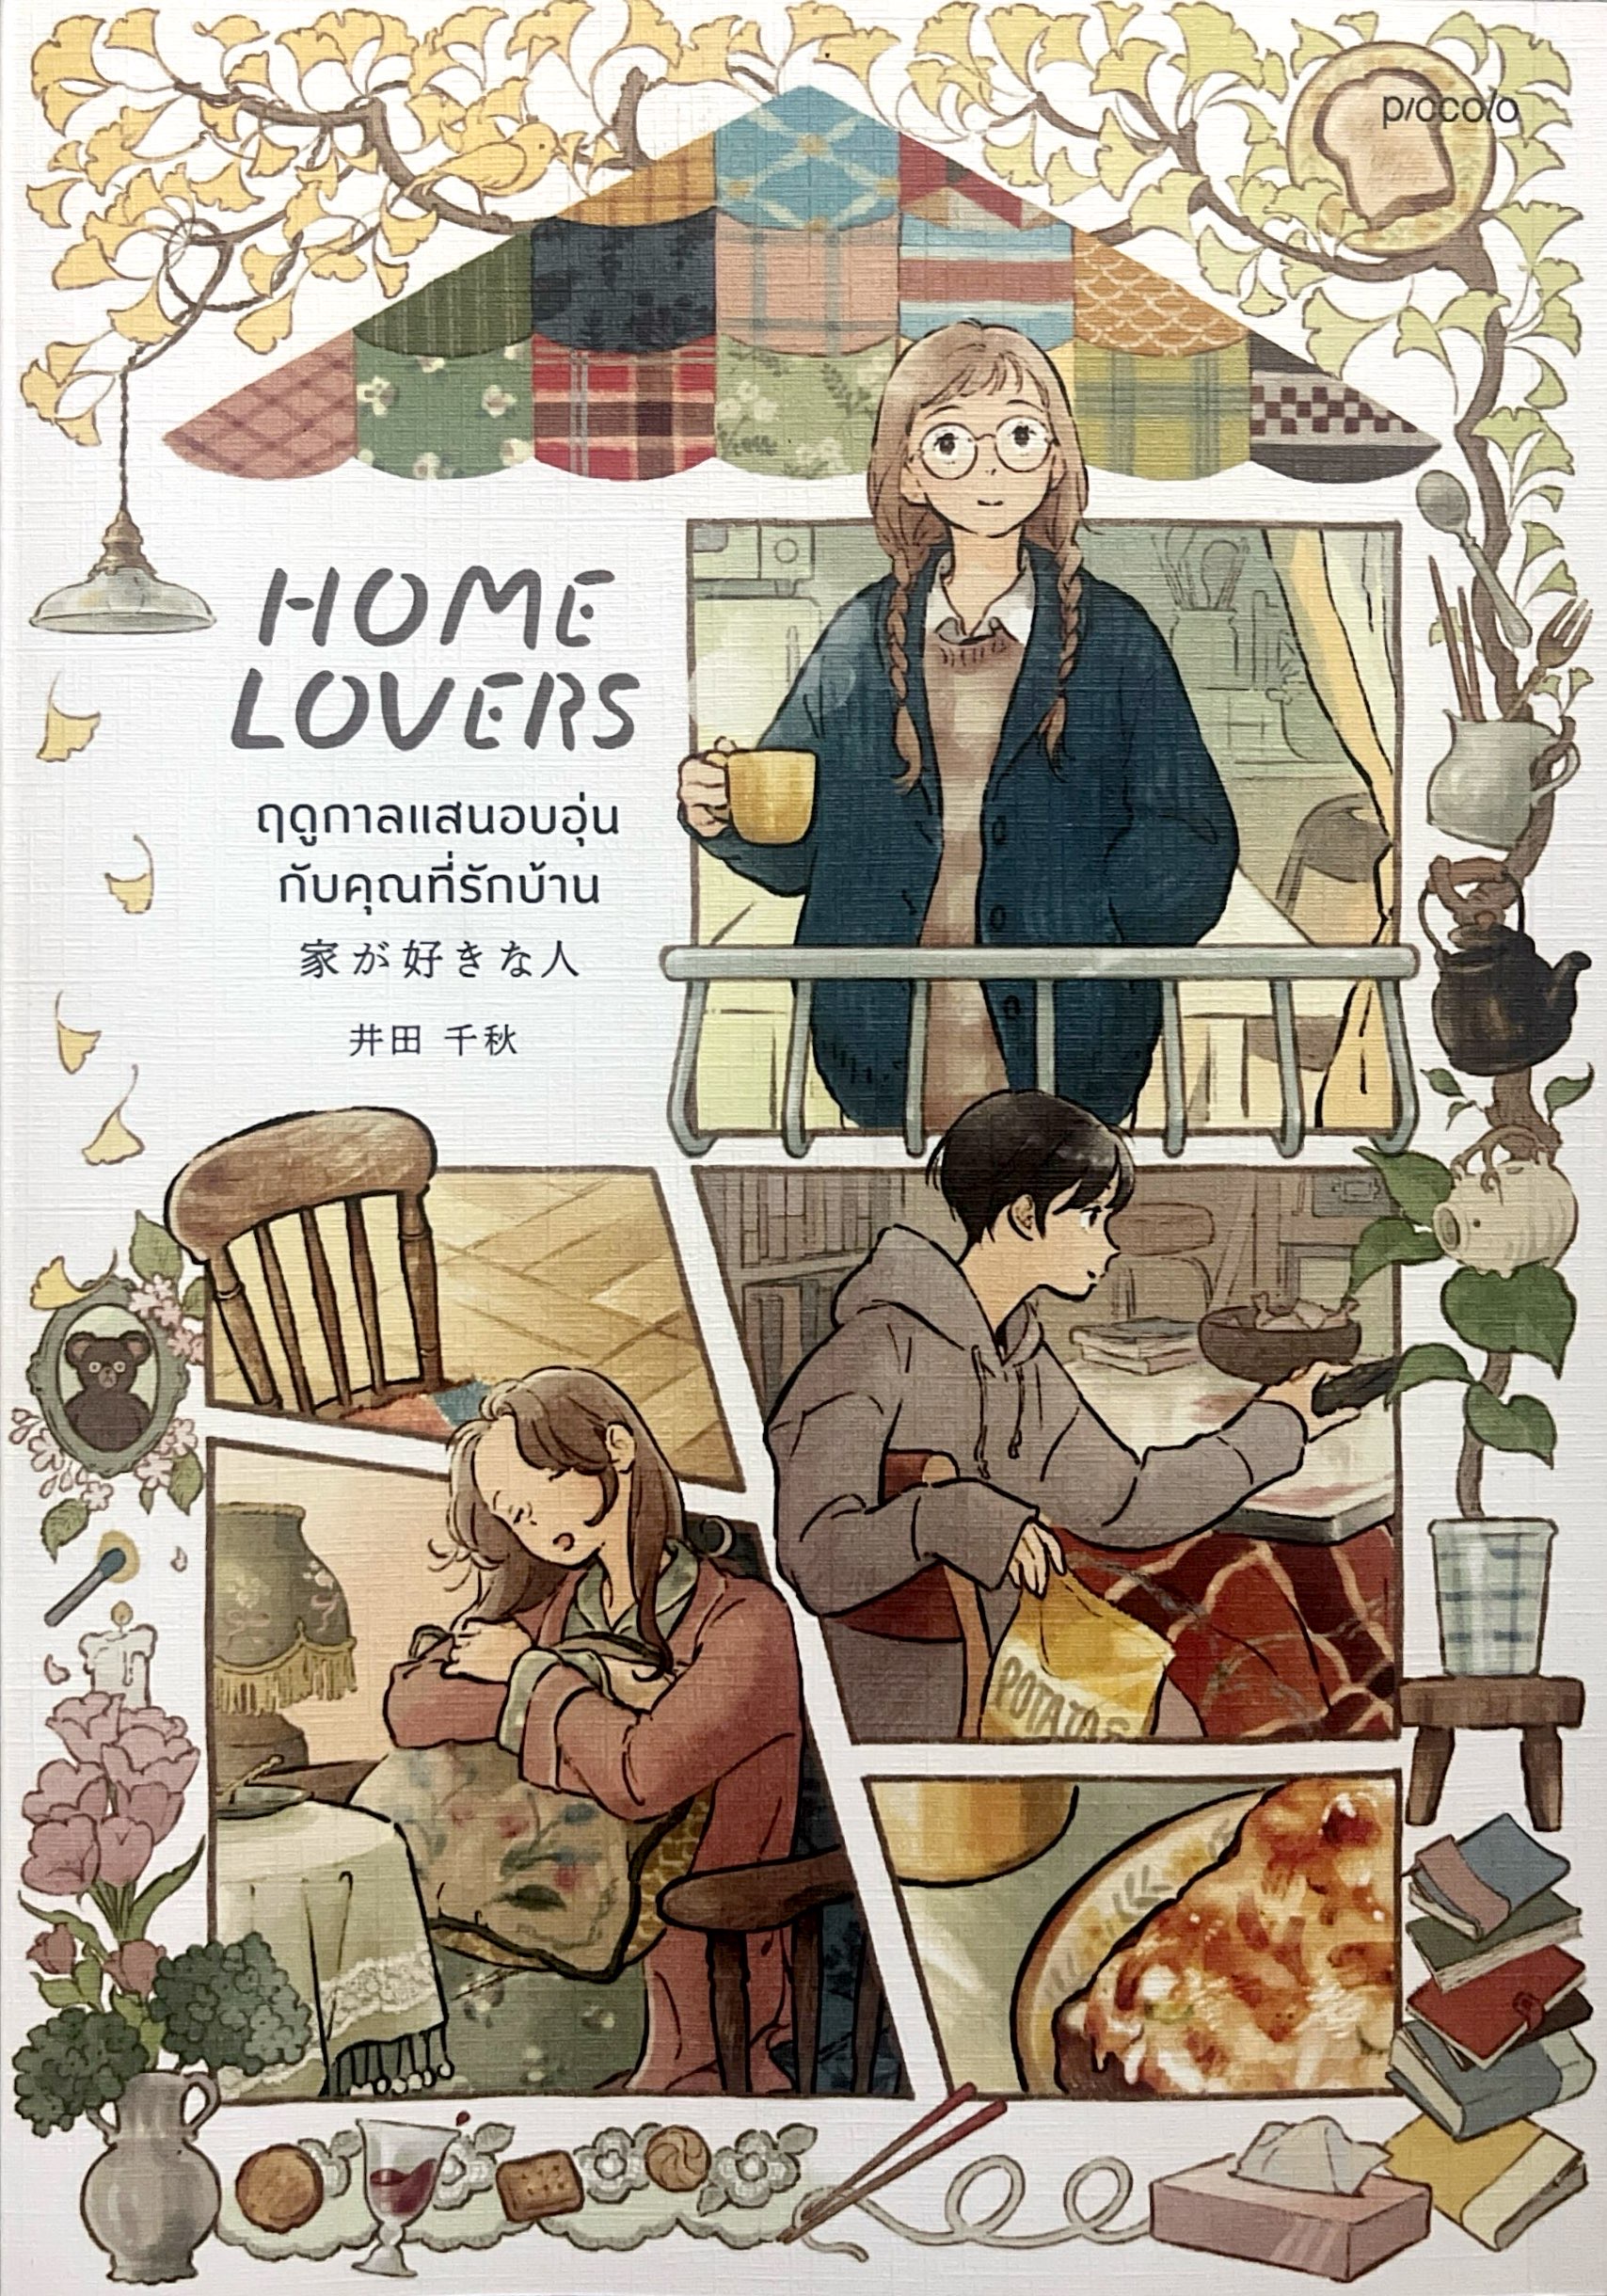 piccolo
HOME
LOVERS
ฤดูกาลแสนอบอุ่น
กับคุณที่รักบ้าน
家が好きな人
井田 千秋
POTATOS